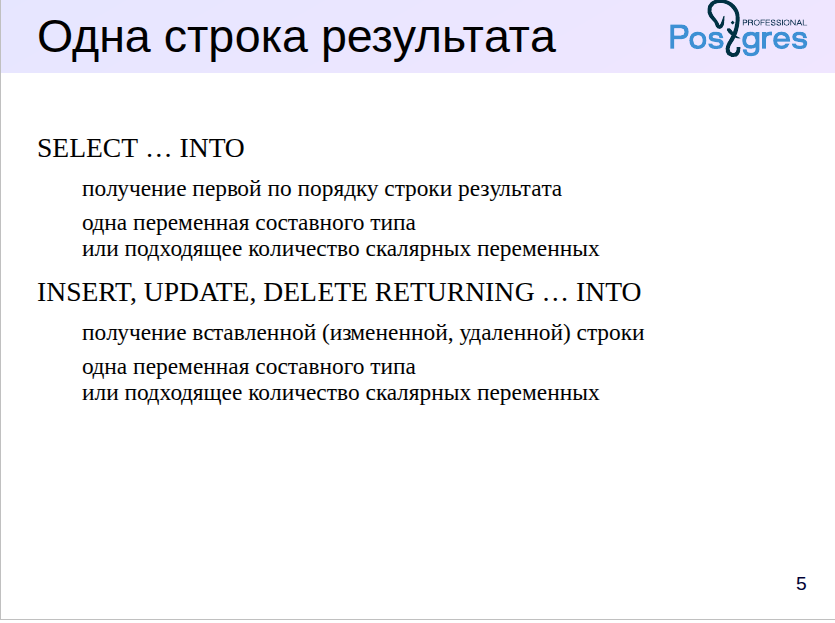 Одна строка результата
PROFESSIONAL
Postgres
SELECT … INTO
получение первой по порядку строки результата
одна переменная составного типа
или подходящее количество скалярных переменных
INSERT, UPDATE, DELETE RETURNING … INTO
получение вставленной (измененной, удаленной) строки
одна переменная составного типа
или подходящее количество скалярных переменных
5